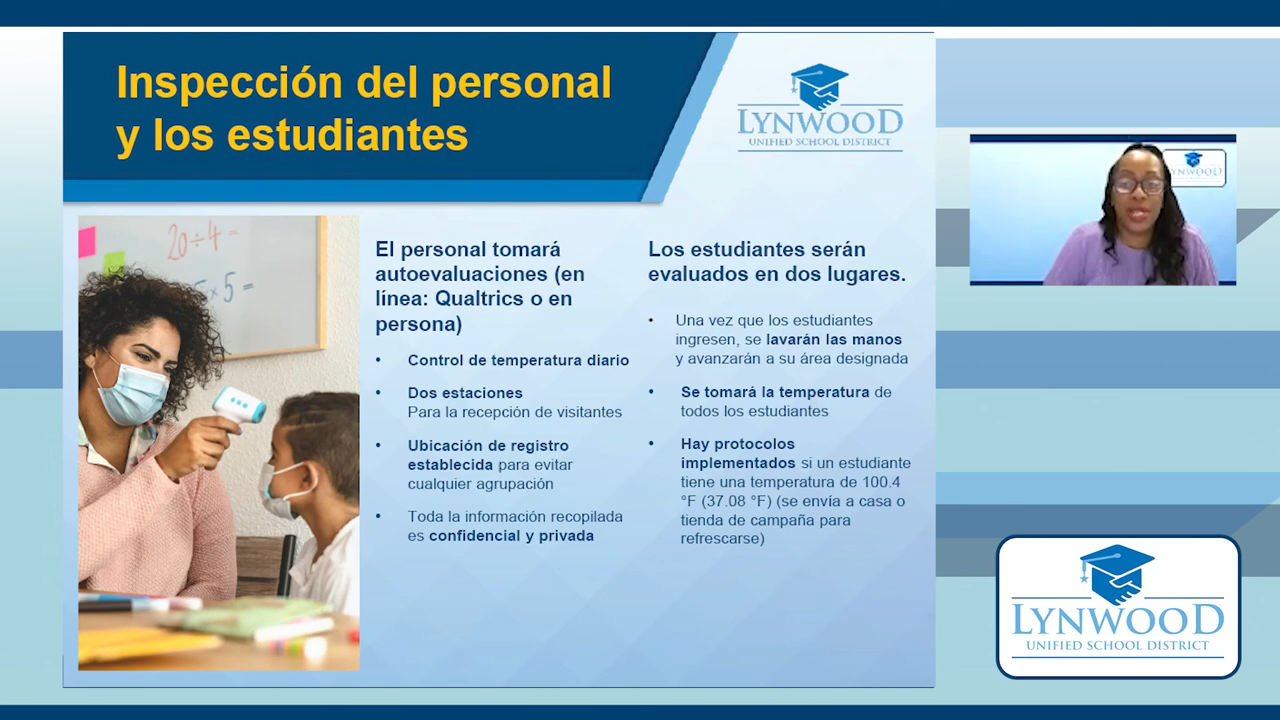 Inspección del personal
y los estudiantes
LYNWOOD
UNIFIED SCHOOL DISTRICT
20÷4=
5×5=
El personal tomará
autoevaluaciones (en
línea: Qualtrics o en
persona)
• Control de temperatura diario
• Dos estaciones
Para la recepción de visitantes
• Ubicación de registro
establecida para evitar
cualquier agrupación
• Toda la información recopilada
es confidencial y privada
Los estudiantes serán
evaluados en dos lugares.
• Una vez que los estudiantes
ingresen, se lavarán las manos
y avanzarán a su área designada
• Se tomará la temperatura de
todos los estudiantes
• Hay protocolos
implementados si un estudiante
tiene una temperatura de 100.4
°F (37.08 °F) (se envía a casa o
tienda de campaña para
refrescarse)
LYNWOOD
LYNWOOD
UNIFIED SCHOOL DISTRICT